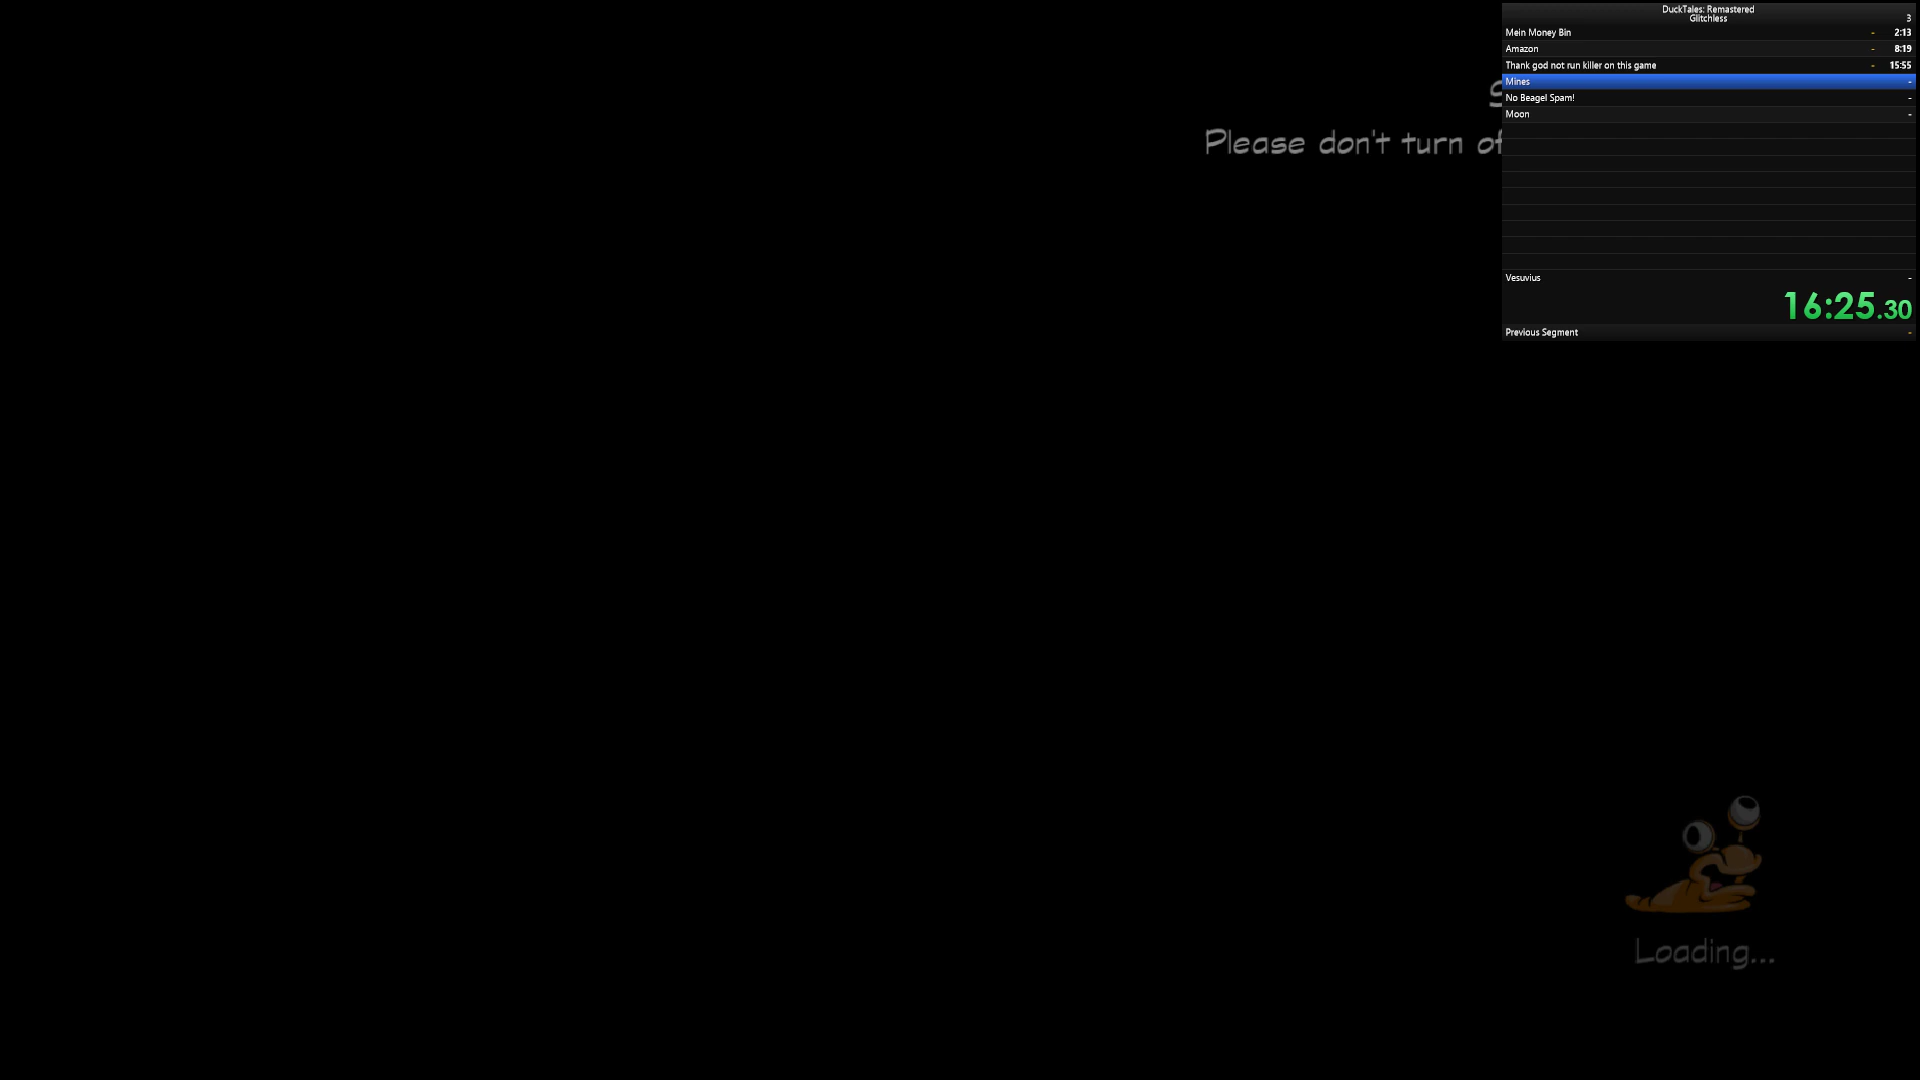 DuckTales: Remastered
Glitchless 3
Mein Money Bin - 2:13
Amazon - 8:19
Thank god not run killer on this game - 15:55
Mines -
No Beagel Spam! -
Moon -
Please don't turn of
Vesuvius -
16:25.30
Previous Segment -
Loading...